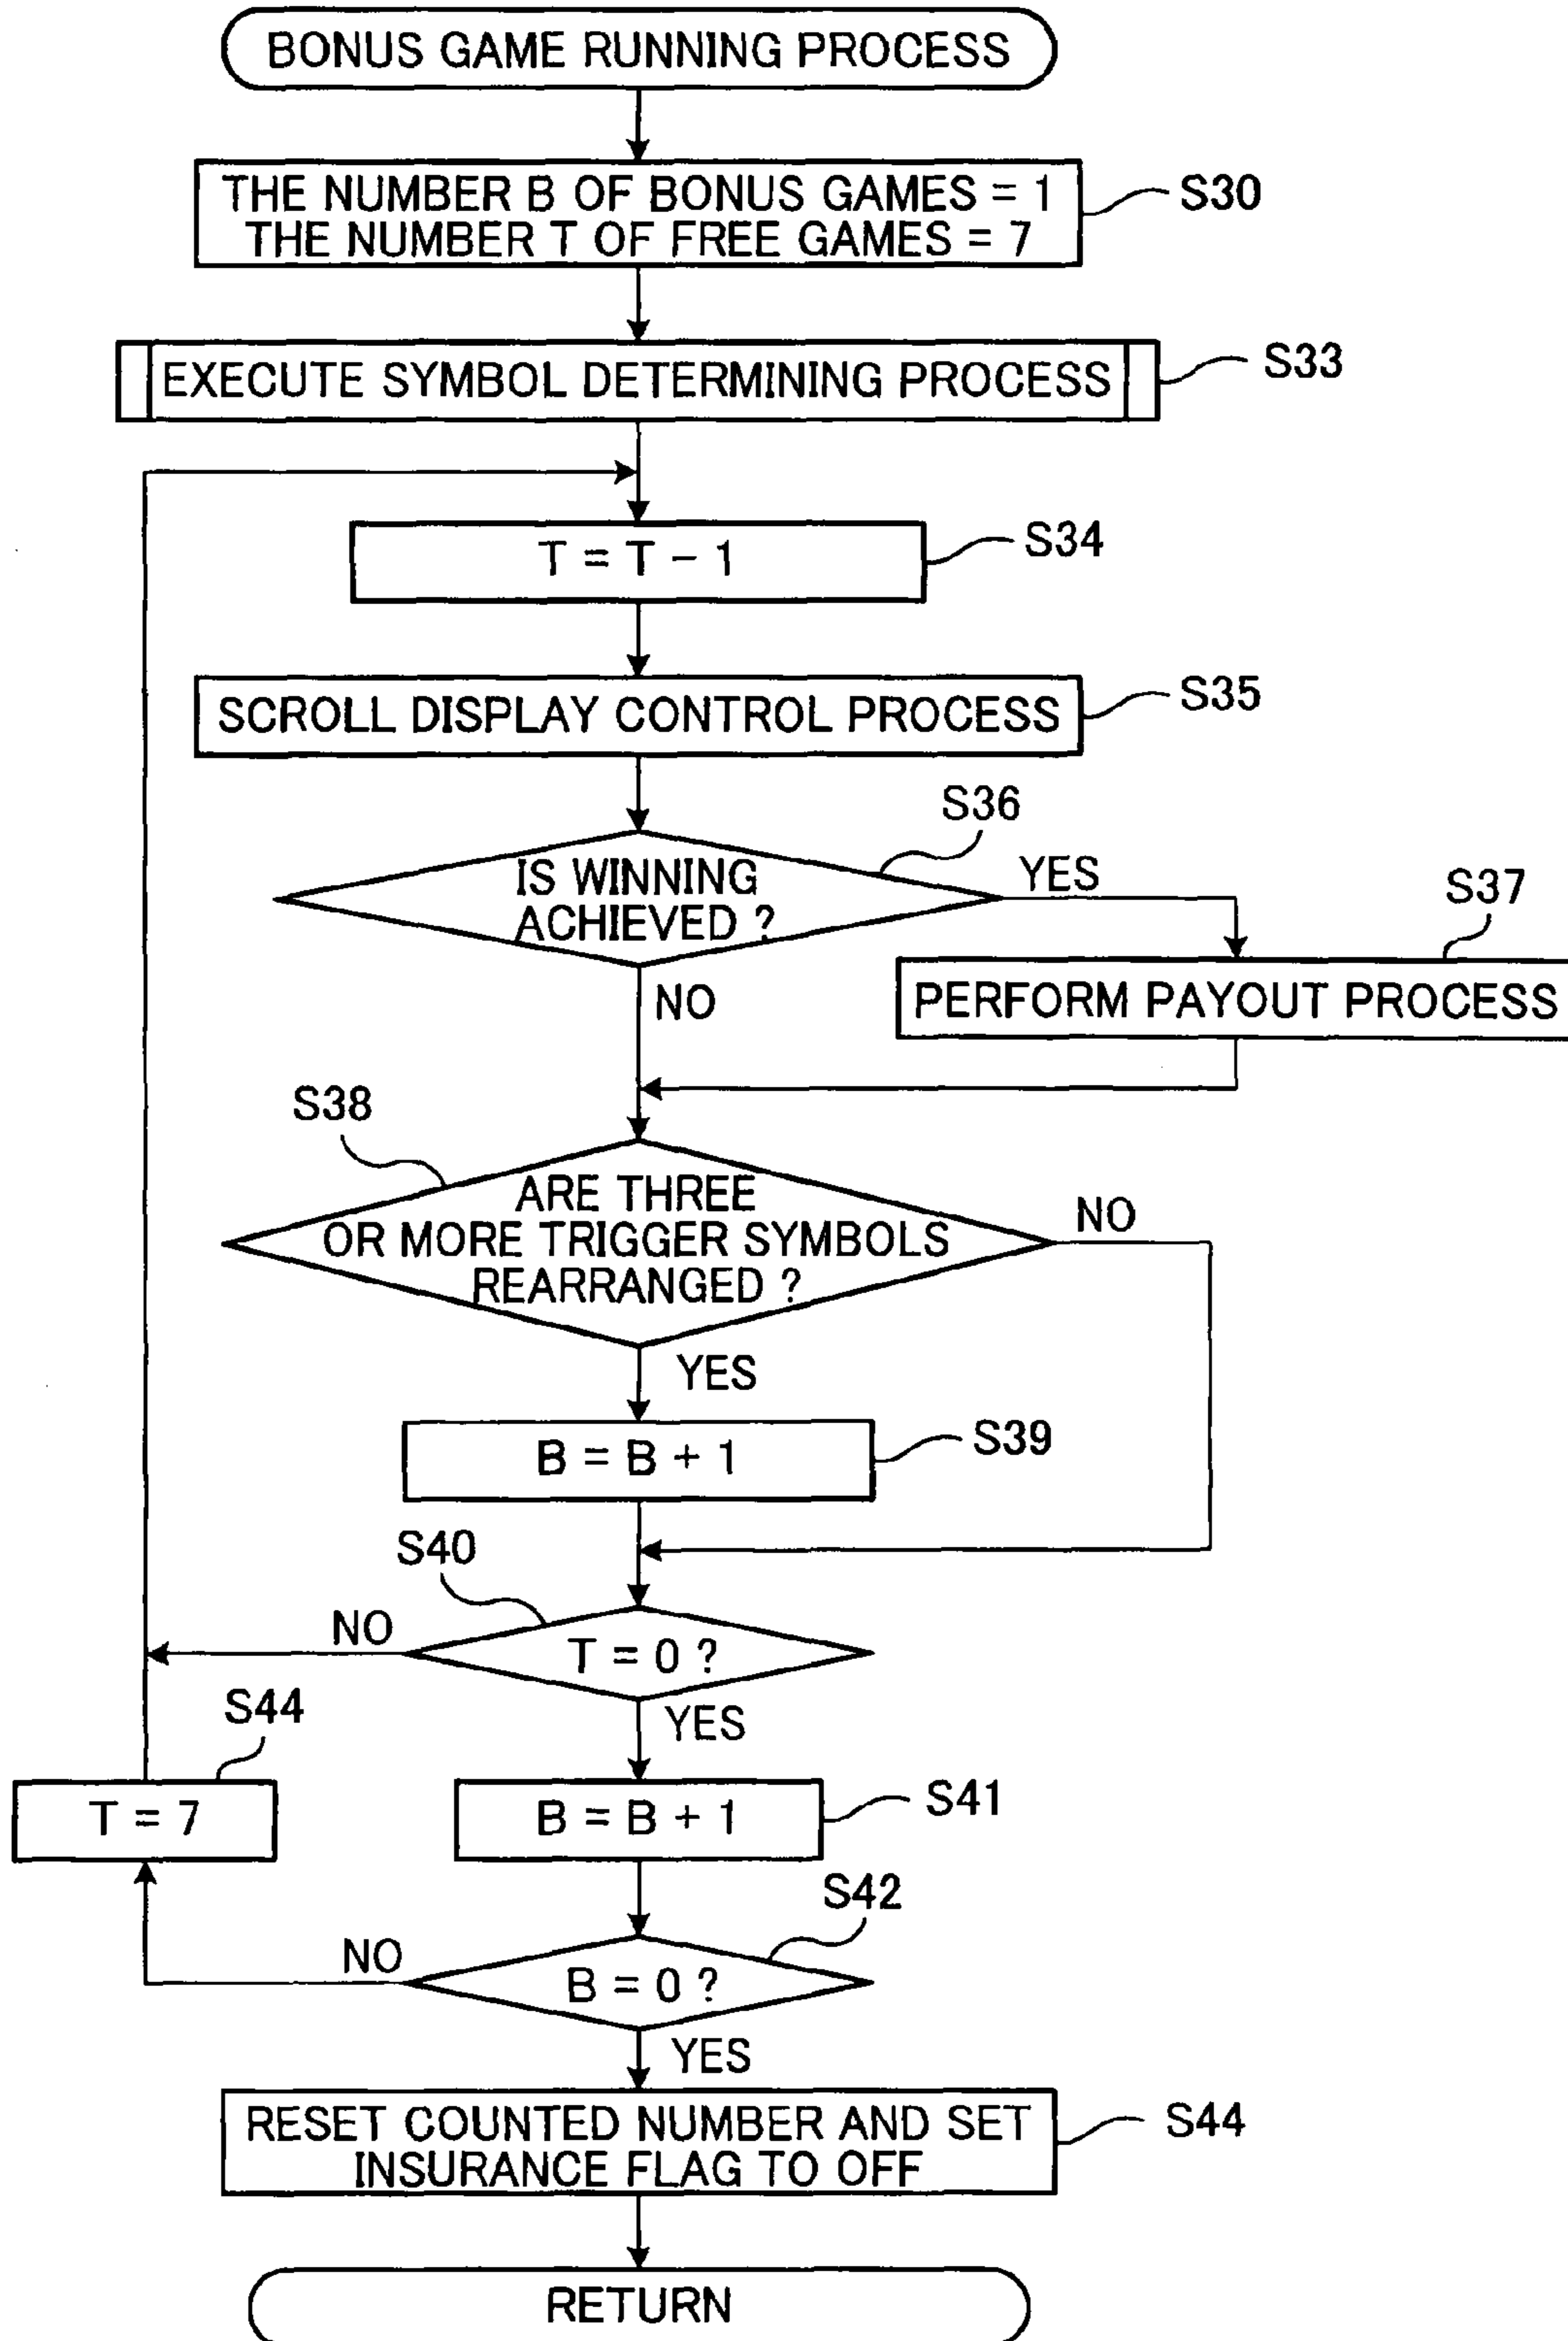 BONUS GAME RUNNING PROCESS
THE NUMBER B OF BONUS GAMES = 1
THE NUMBER T OF FREE GAMES = 7
S30
EXECUTE SYMBOL DETERMINING PROCESS
S33
T = T - 1
S34
SCROLL DISPLAY CONTROL PROCESS
S35
S36
IS WINNING
ACHIEVED ?
YES
NO
S37
PERFORM PAYOUT PROCESS
S38
ARE THREE
OR MORE TRIGGER SYMBOLS
REARRANGED ?
NO
YES
B = B + 1
S39
S40
T = 0 ?
NO
YES
S44
T = 7
B = B + 1
S41
S42
B = 0 ?
NO
YES
RESET COUNTED NUMBER AND SET
INSURANCE FLAG TO OFF
S44
RETURN